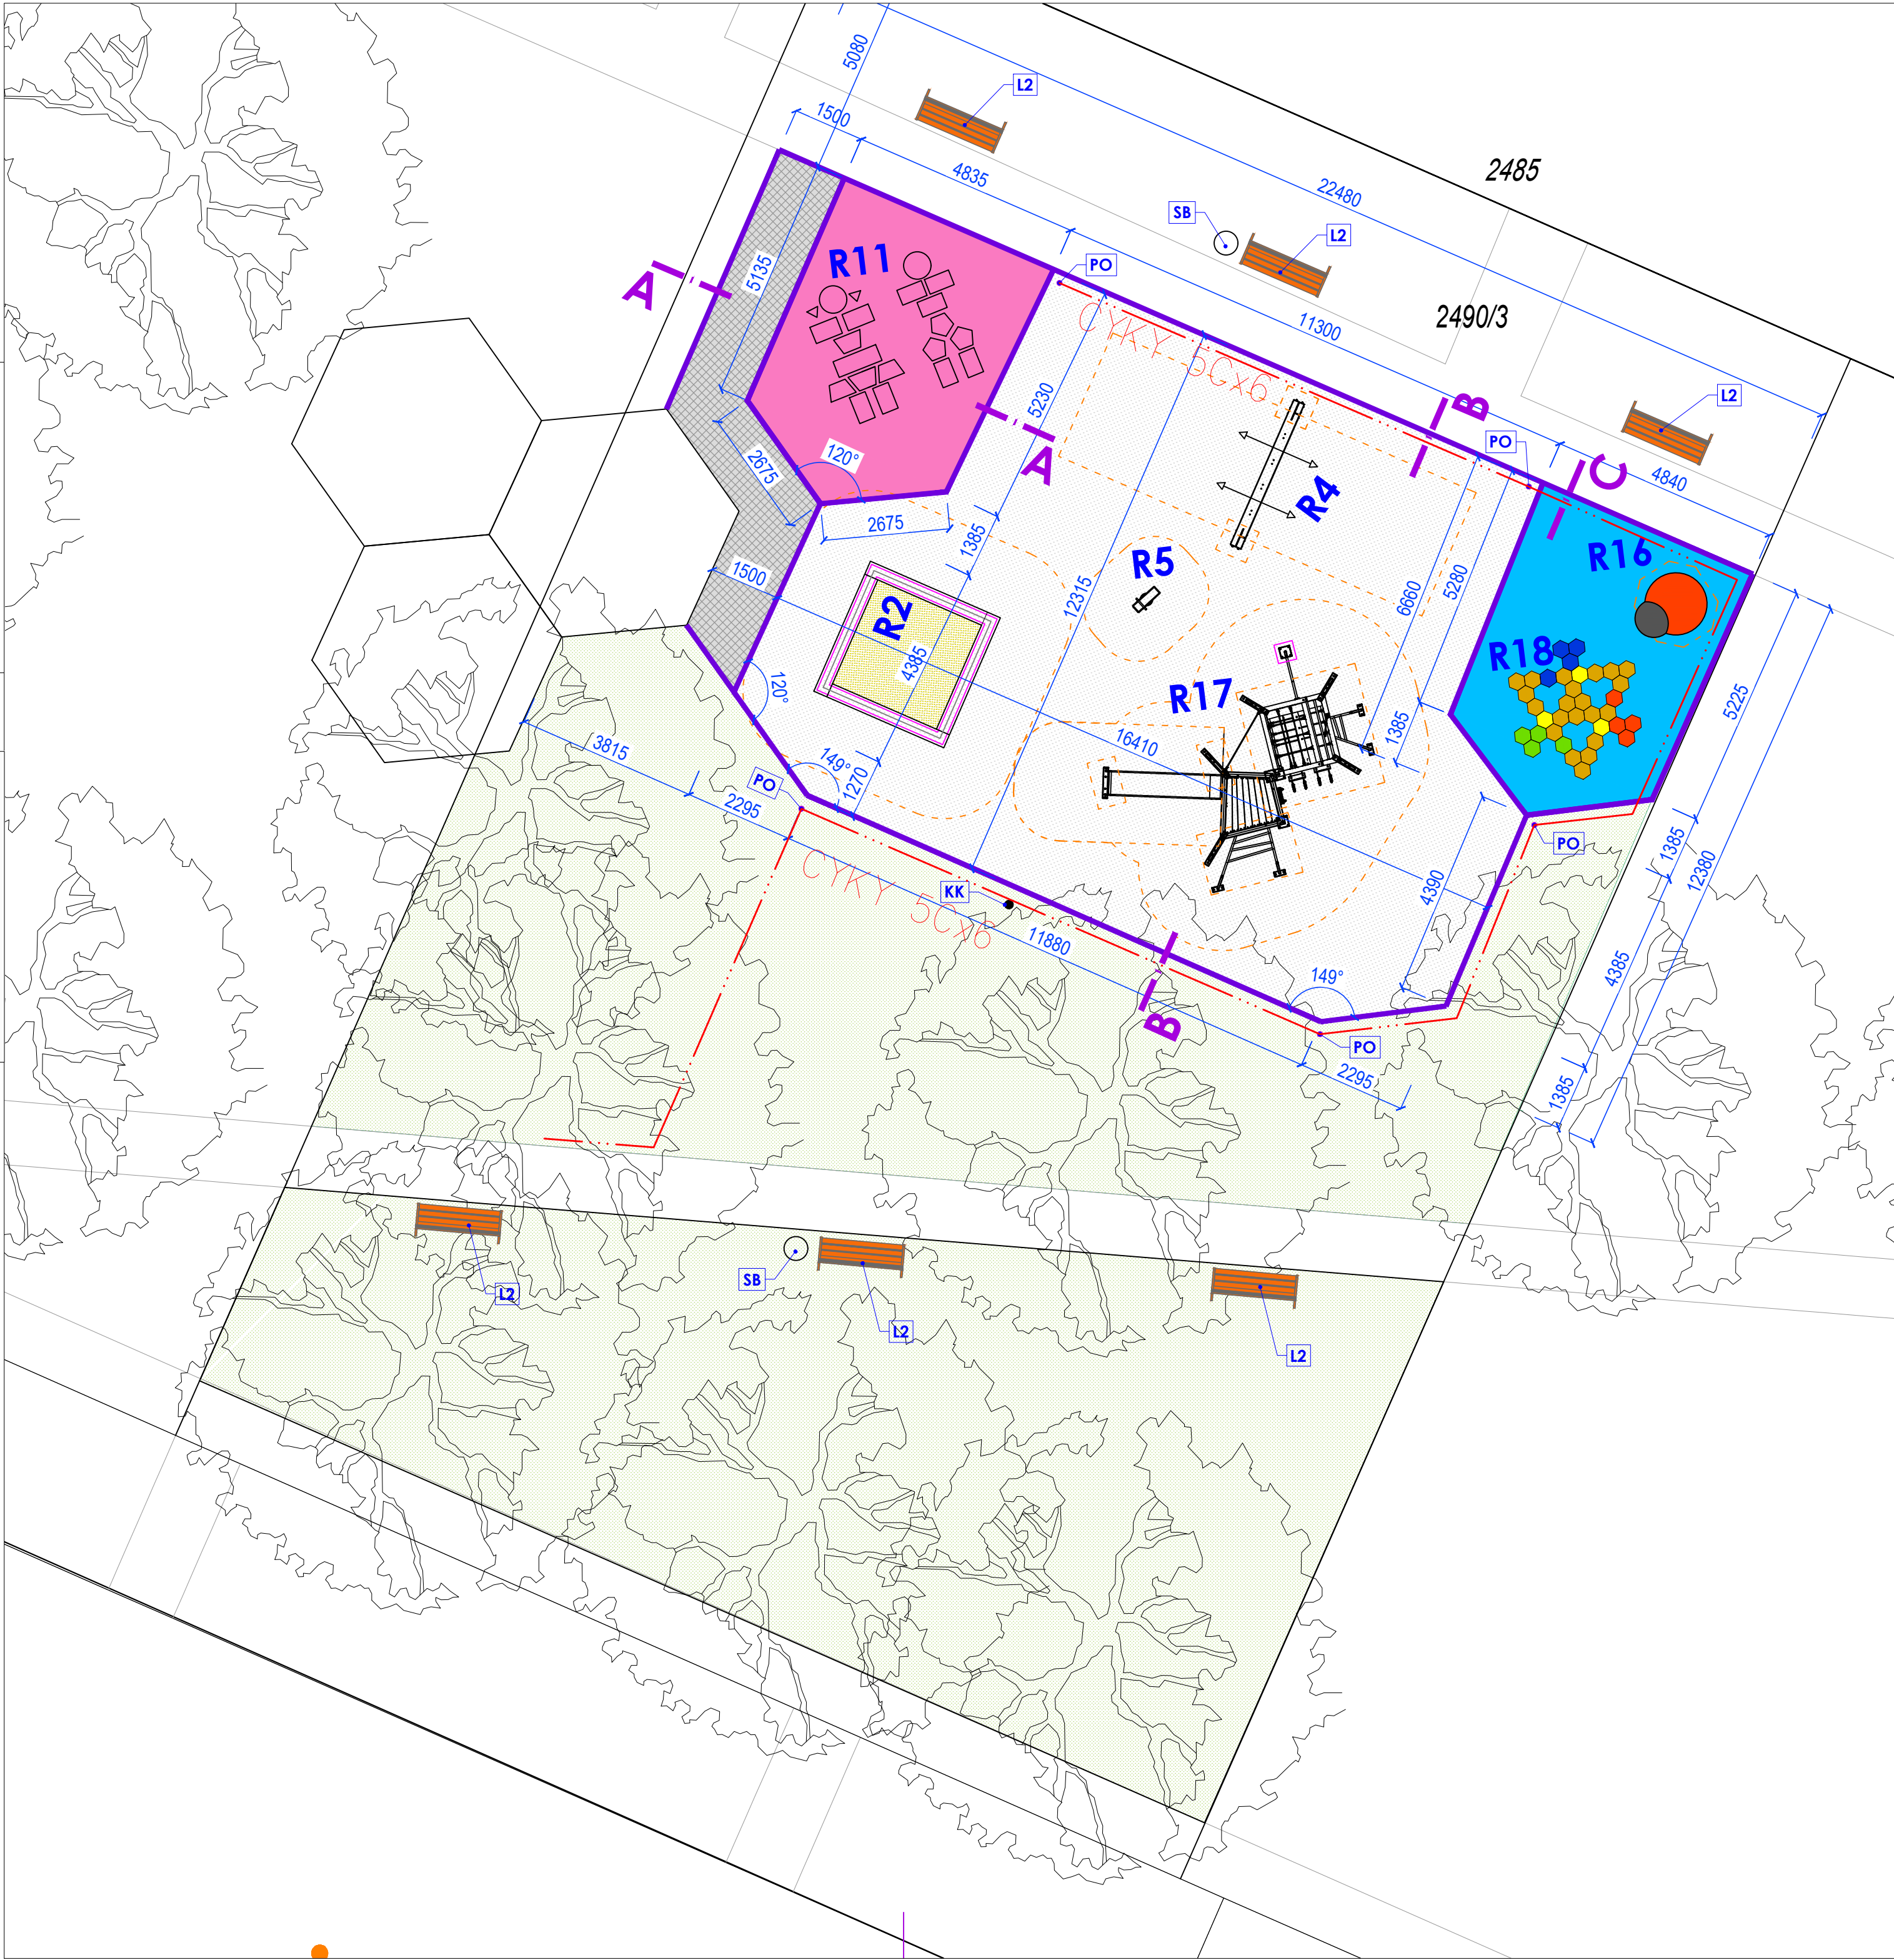 5080
L2
1500
2485
4835
22480
SB
L2
R11
PO
A
5135
2490/3
11300
CYKY 5Cx6
L2
B
5230
PO
C
4840
A
120°
2675
R4
2675
1385
R16
R5
1500
12315
6660
5280
R2
R18
4385
120°
R17
5225
16410
1385
3815
149°
1270
PO
2295
PO
1385
12380
CYKY 5Cx6
KK
4390
11880
4385
149°
B
PO
2295
1385
SB
L2
L2
L2